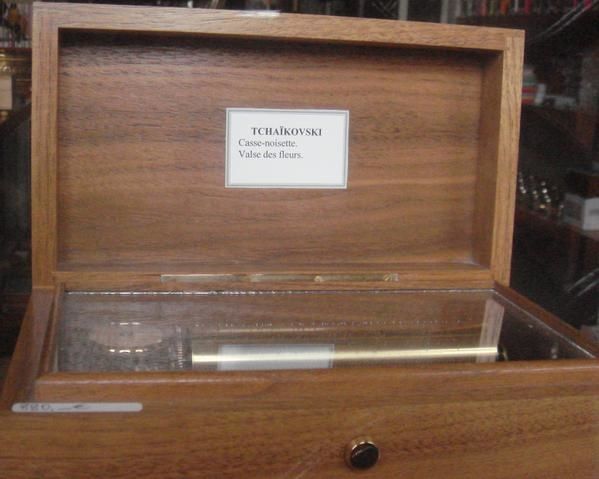 TCHAÏKOVSKI
Casse-noisette.
Valse des fleurs.